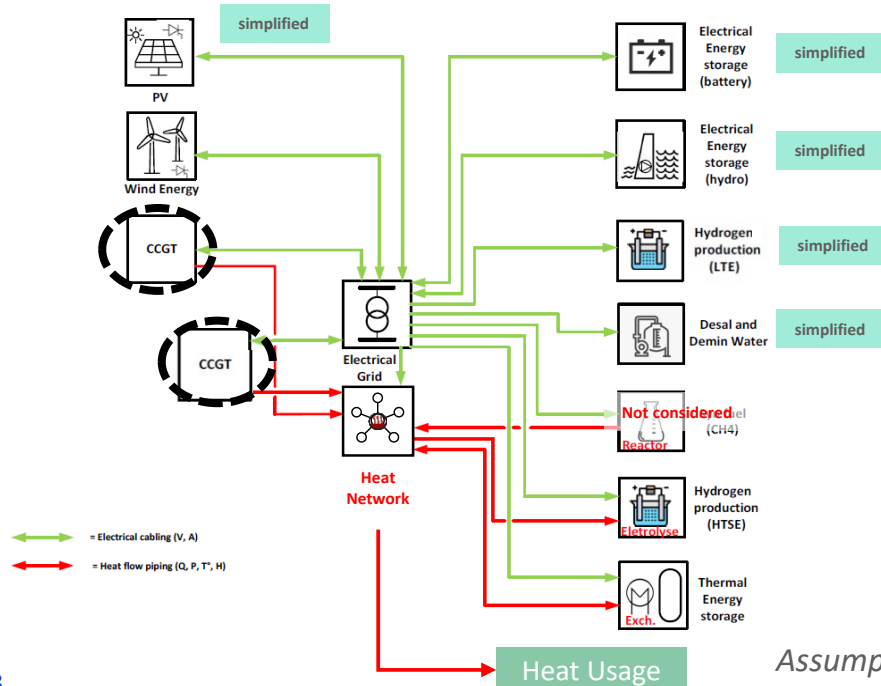 simplified
PV
Wind Energy
CCGT
CCGT
Electrical
Grid
Heat
Network
Electrical
Energy
storage
(battery)
simplified
Electrical
Energy
storage
(hydro)
simplified
Hydrogen
production
(LTE)
simplified
Desal and
Demin Water
simplified
Not considered
fuel
(CH4)
Reactor
Hydrogen
production
(HTSE)
Eletrolyse
Thermal
Energy
storage
Exch.
= Electrical cabling (V, A)
= Heat flow piping (Q, P, T°, H)
Heat Usage
Assump